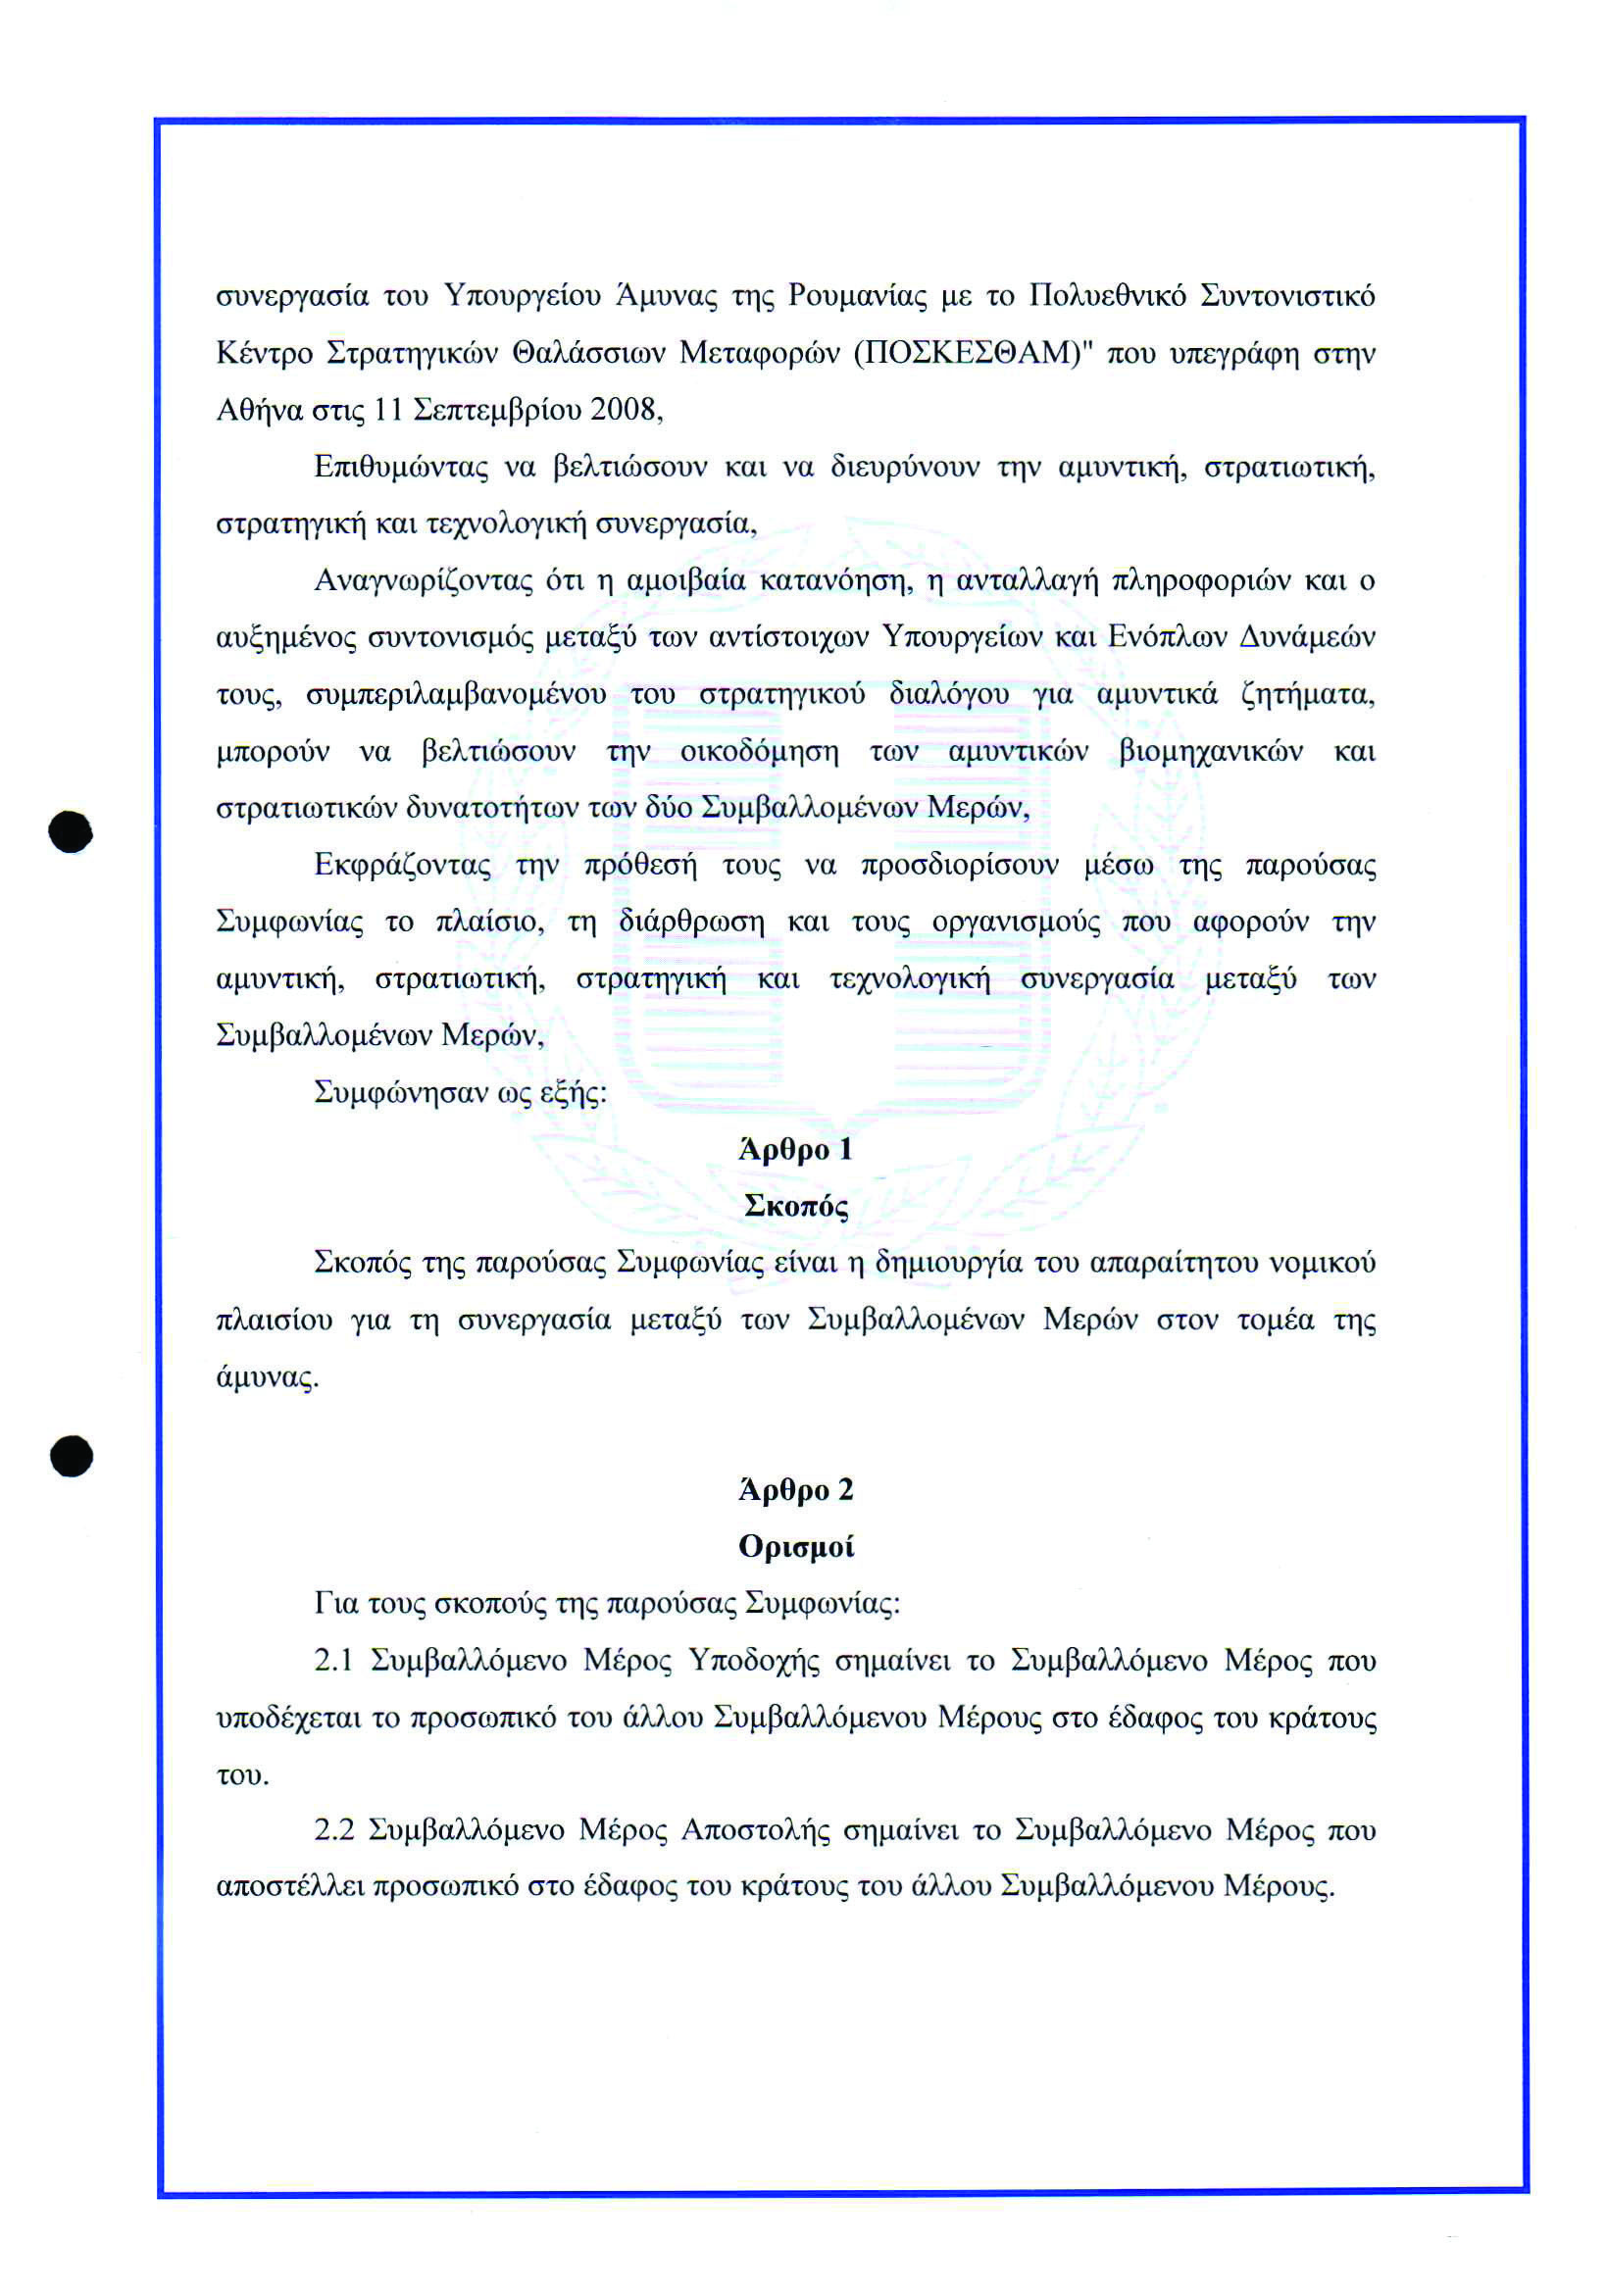 συνεργασία του Υπουργείου Άμυνας της Ρουμανίας με το Πολυεθνικό Συντονιστικό
Κέντρο Στρατηγικών Θαλάσσιων Μεταφορών (ΠΟΣΚΕΣΘΑΜ)" που υπεγράφη στην
Αθήνα στις 11 Σεπτεμβρίου 2008,
Επιθυμώντας να βελτιώσουν και να διευρύνουν την αμυντική, στρατιωτική,
στρατηγική και τεχνολογική συνεργασία,
Αναγνωρίζοντας ότι η αμοιβαία κατανόηση, η ανταλλαγή πληροφοριών και ο
αυξημένος συντονισμός μεταξύ των αντίστοιχων Υπουργείων και Ενόπλων Δυνάμεών
τους, συμπεριλαμβανομένου του στρατηγικού διαλόγου για αμυντικά ζητήματα,
μπορούν να βελτιώσουν την οικοδόμηση των αμυντικών βιομηχανικών και
στρατιωτικών δυνατοτήτων των δύο Συμβαλλομένων Μερών,
Εκφράζοντας την πρόθεσή τους να προσδιορίσουν μέσω της παρούσας
Συμφωνίας το πλαίσιο, τη διάρθρωση και τους οργανισμούς που αφορούν την
αμυντική, στρατιωτική, στρατηγική και τεχνολογική συνεργασία μεταξύ των
Συμβαλλομένων Μερών,
Συμφώνησαν ως εξής:
Άρθρο 1
Σκοπός
Σκοπός της παρούσας Συμφωνίας είναι η δημιουργία του απαραίτητου νομικού
πλαισίου για τη συνεργασία μεταξύ των Συμβαλλομένων Μερών στον τομέα της
άμυνας.
Άρθρο 2
Ορισμοί
Για τους σκοπούς της παρούσας Συμφωνίας:
2.1 Συμβαλλόμενο Μέρος Υποδοχής σημαίνει το Συμβαλλόμενο Μέρος που
υποδέχεται το προσωπικό του άλλου Συμβαλλόμενου Μέρους στο έδαφος του κράτους
του.
2.2 Συμβαλλόμενο Μέρος Αποστολής σημαίνει το Συμβαλλόμενο Μέρος που
αποστέλλει προσωπικό στο έδαφος του κράτους του άλλου Συμβαλλόμενου Μέρους.